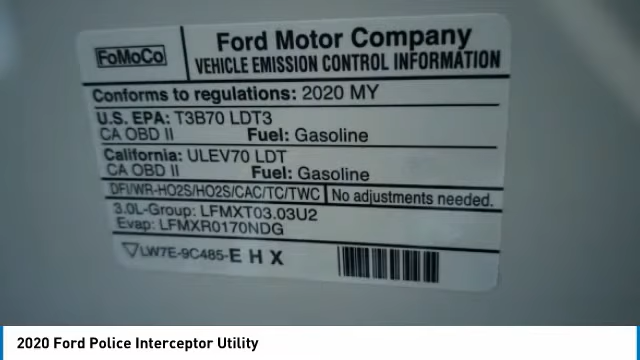 FoMoCo
Ford Motor Company
VEHICLE EMISSION CONTROL INFORMATION
Conforms to regulations: 2020 MY
U.S. EPA: T3B70 LDT3
CA OBD II Fuel: Gasoline
California: ULEV70 LDT
CA OBD II Fuel: Gasoline
DFI/WR-HO2S/HO2S/CAC/TC/TWC No adjustments needed.
3.0L-Group: LFMXT03.03U2
Evap: LFMXR0170NDG
LW7E-9C485-E H X
2020 Ford Police Interceptor Utility